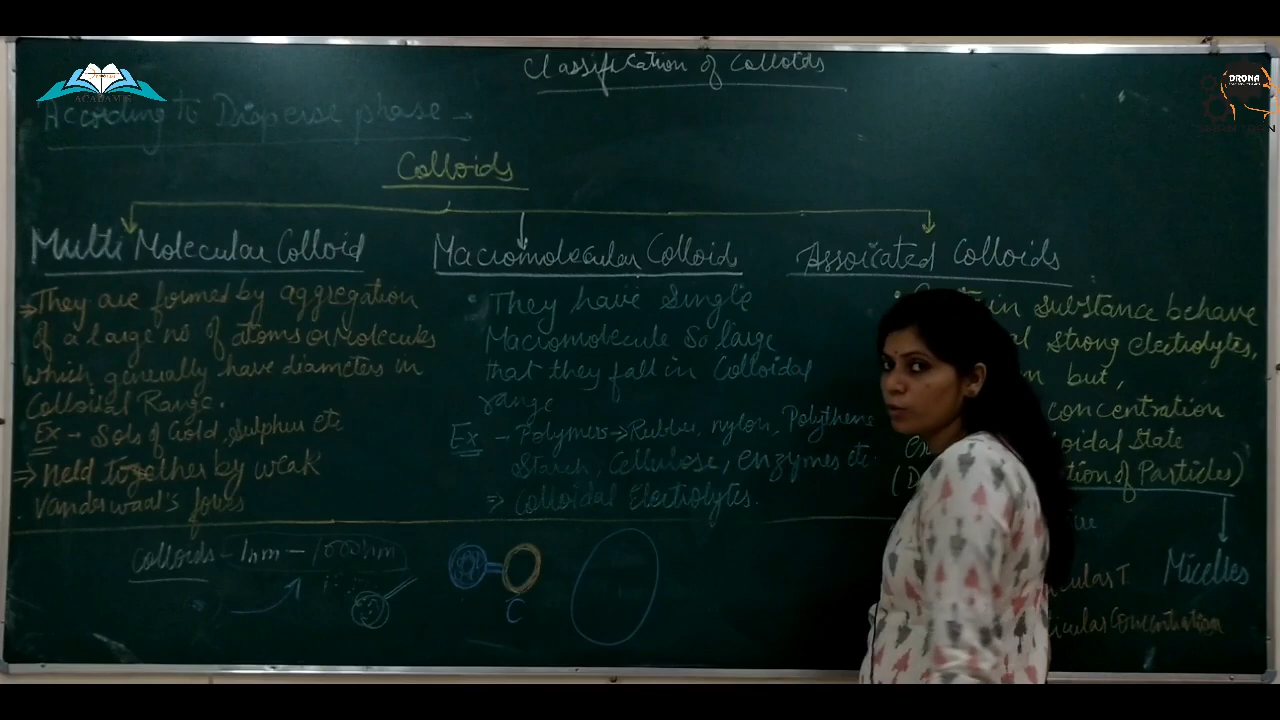 Classification of Colloids
ACADAMIS
DRONA
According to Disperse phase
Colloids
Multi Molecular Colloid
→ They are formed by aggregation
of a large no of atoms or Molecules
which generally have diameters in
Colloidal Range.
Ex → Sols of Gold, Sulphur etc
→ Held together by weak
Vanderwaal's forces
Macromolecular Colloid
• They have Single
Macromolecule So large
that they fall in Colloidal
range
Ex → Polymers → Rubber, nylon, Polythene
Starch, Cellulose, enzymes etc.
⇒ Colloidal Electrolytes.
Colloids
in Substance behave
strong electrolytes,
but,
concentration
State
of Particles)
Micelles
T
Concentration
Colloids - 1nm - 1000nm
C